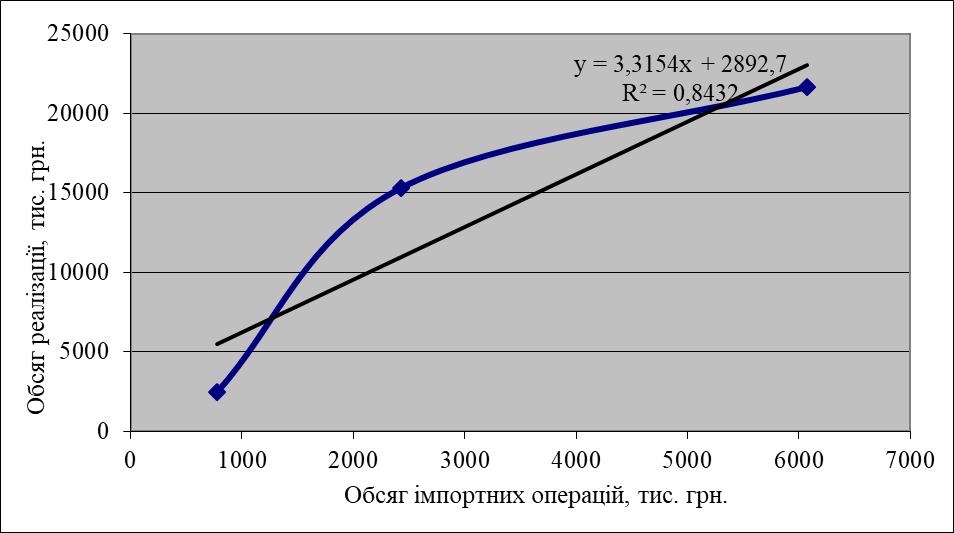 25000
20000
15000
10000
5000
0
0 1000 2000 3000 4000 5000 6000 7000
Обсяг реалізації, тис. грн.
Обсяг імпортних операцій, тис. грн.
y = 3,3154x + 2892,7
R² = 0,8432